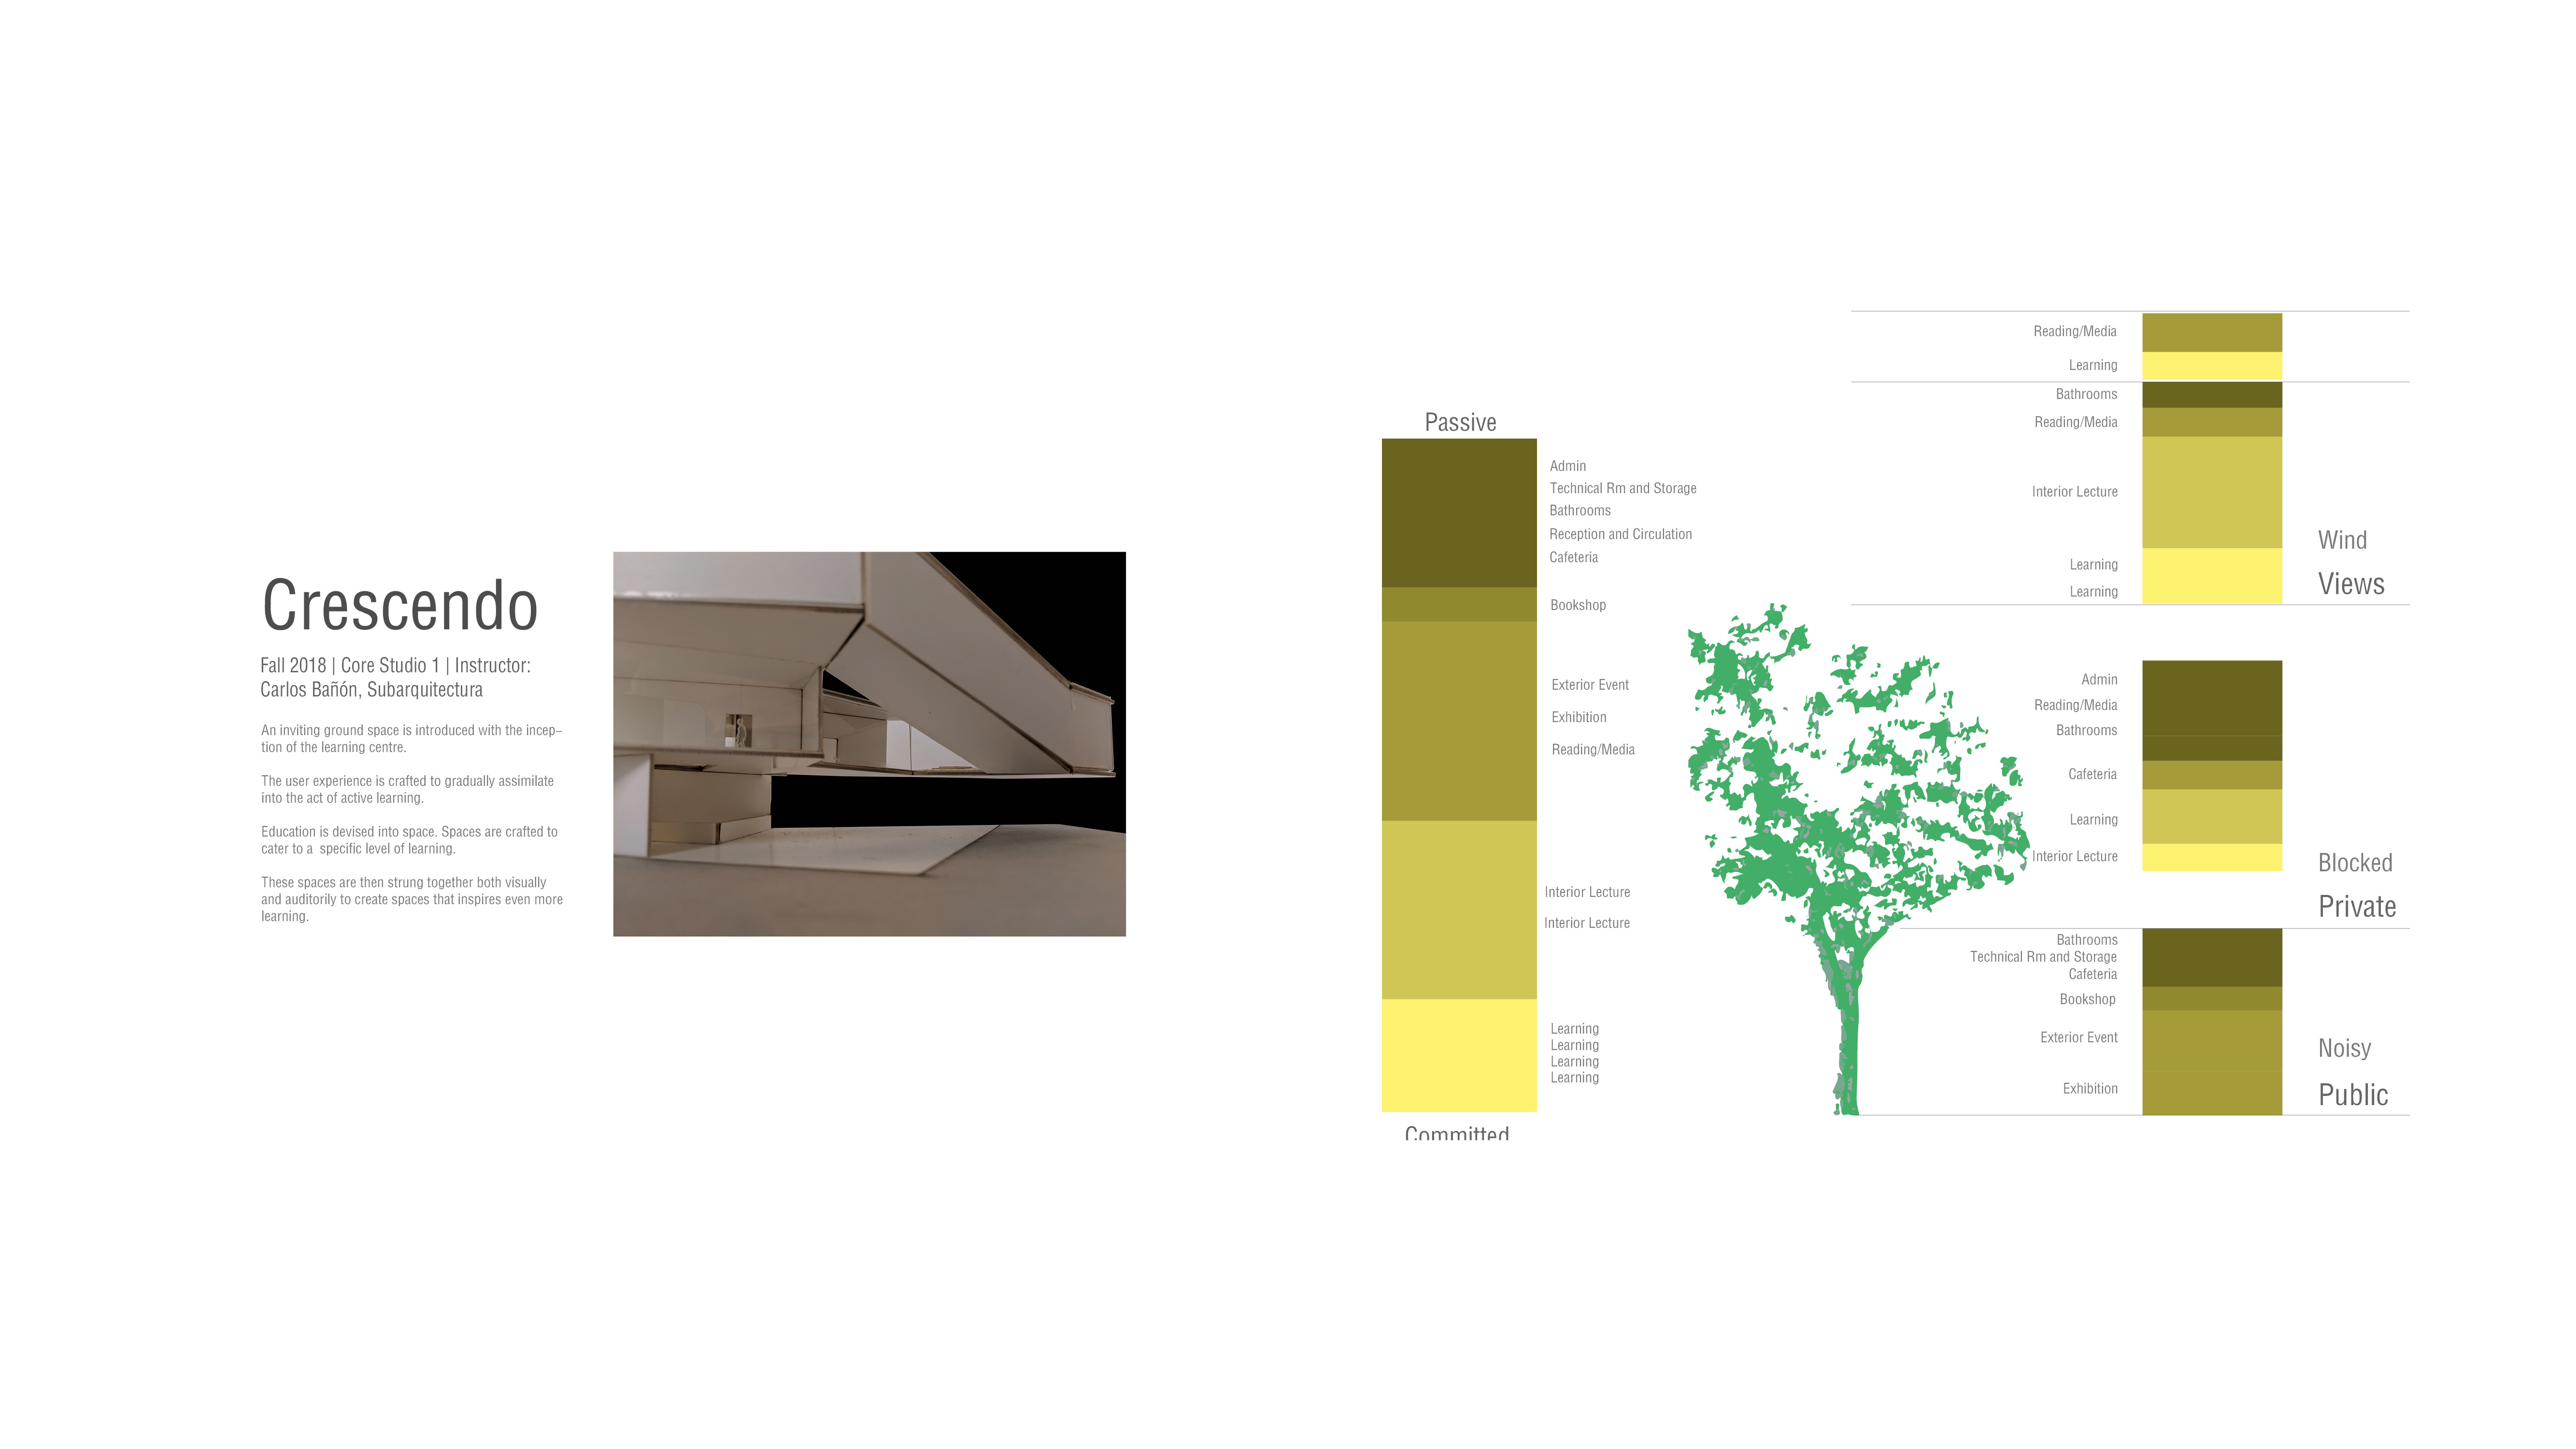 Crescendo
Fall 2018 | Core Studio 1 | Instructor:
Carlos Bañón, Subarquitectura
An inviting ground space is introduced with the incep-
tion of the learning centre.
The user experience is crafted to gradually assimilate
into the act of active learning.
Education is devised into space. Spaces are crafted to
cater to a  specific level of learning.
These spaces are then strung together both visually
and auditorily to create spaces that inspires even more
learning.
Passive
Admin
Technical Rm and Storage
Bathrooms
Reception and Circulation
Cafeteria
Bookshop
Exterior Event
Exhibition
Reading/Media
Interior Lecture
Interior Lecture
Learning
Learning
Learning
Learning
Committed
Reading/Media
Learning
Bathrooms
Reading/Media
Interior Lecture
Learning
Learning
Wind
Views
Admin
Reading/Media
Bathrooms
Cafeteria
Learning
Interior Lecture
Blocked
Private
Bathrooms
Technical Rm and Storage
Cafeteria
Bookshop
Exterior Event
Exhibition
Noisy
Public